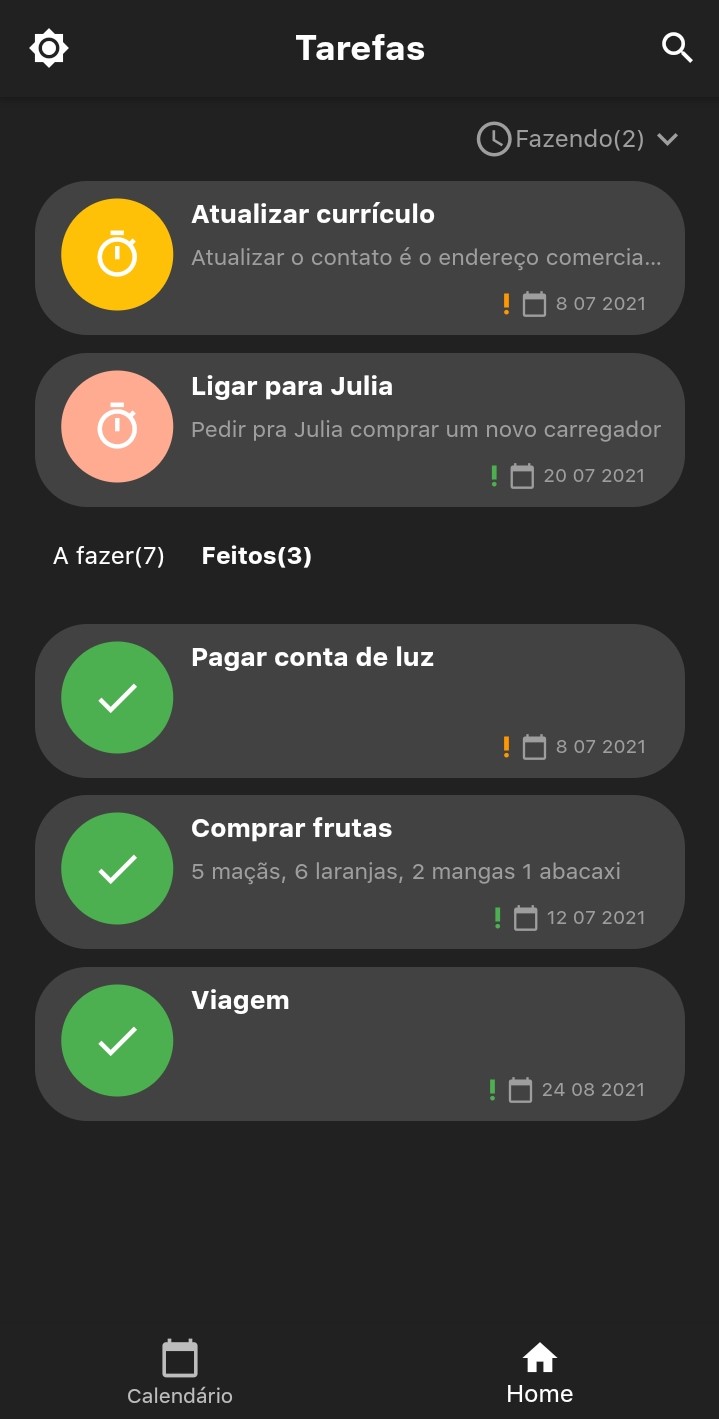 Tarefas
Fazendo(2)
Atualizar currículo
Atualizar o contato é o endereço comercia...
! 8 07 2021
Ligar para Julia
Pedir pra Julia comprar um novo carregador
! 20 07 2021
A fazer(7) Feitos(3)
Pagar conta de luz
! 8 07 2021
Comprar frutas
5 maçãs, 6 laranjas, 2 mangas 1 abacaxi
! 12 07 2021
Viagem
! 24 08 2021
Calendário Home